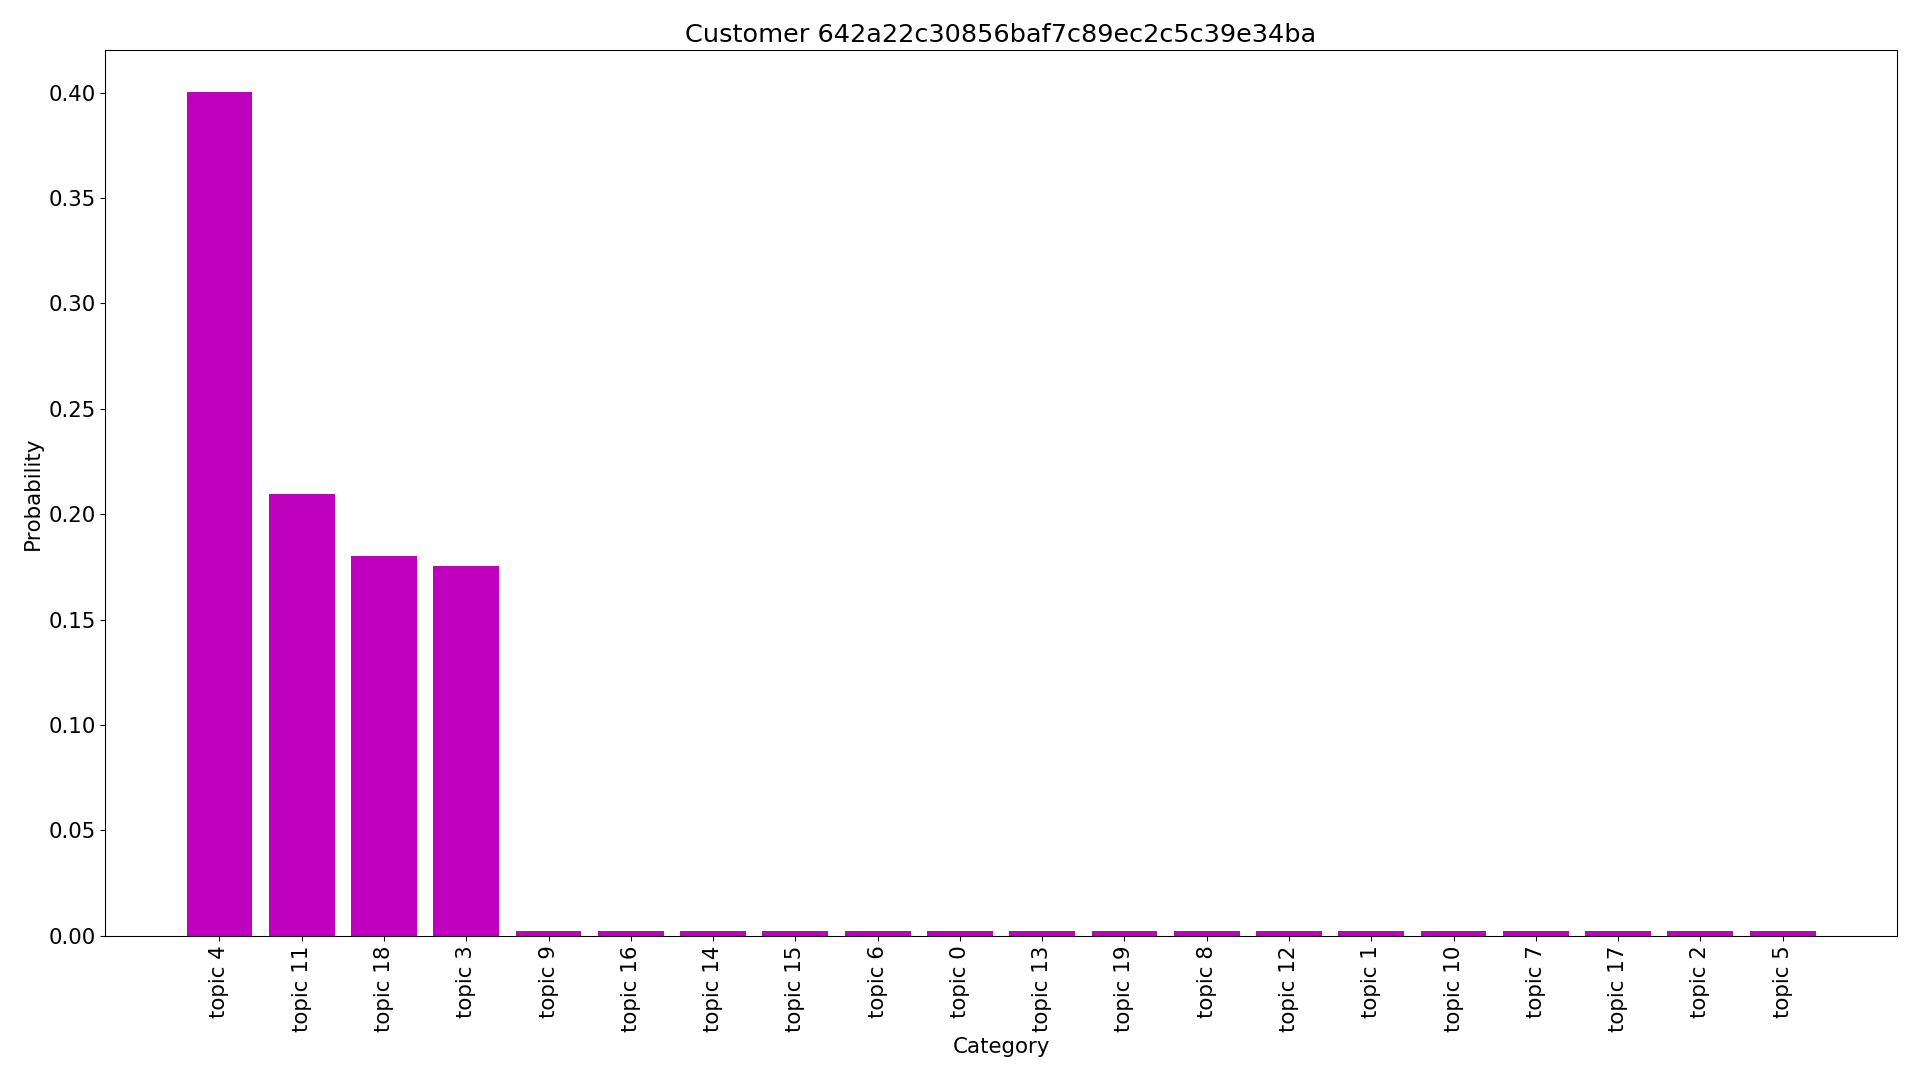 Customer 642a22c30856baf7c89ec2c5c39e34ba
Probability
0.40
0.35
0.30
0.25
0.20
0.15
0.10
0.05
0.00
topic 4
topic 11
topic 18
topic 3
topic 9
topic 16
topic 14
topic 15
topic 6
topic 0
topic 13
topic 19
topic 8
topic 12
topic 1
topic 10
topic 7
topic 17
topic 2
topic 5
Category